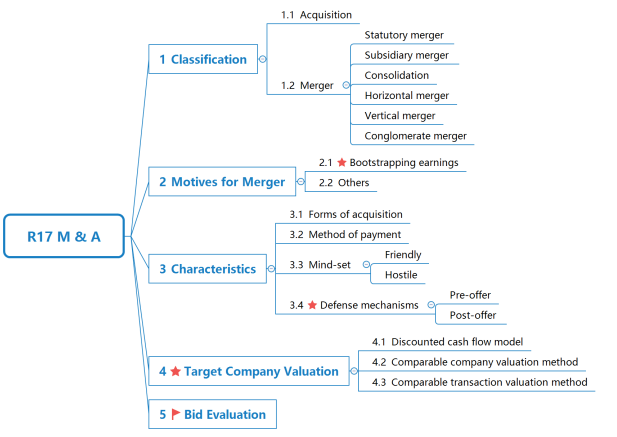 R17 M & A
1 Classification
1.1 Acquisition
1.2 Merger
Statutory merger
Subsidiary merger
Consolidation
Horizontal merger
Vertical merger
Conglomerate merger
2 Motives for Merger
2.1 Bootstrapping earnings
2.2 Others
3 Characteristics
3.1 Forms of acquisition
3.2 Method of payment
3.3 Mind-set
Friendly
Hostile
3.4 Defense mechanisms
Pre-offer
Post-offer
4 Target Company Valuation
4.1 Discounted cash flow model
4.2 Comparable company valuation method
4.3 Comparable transaction valuation method
5 Bid Evaluation